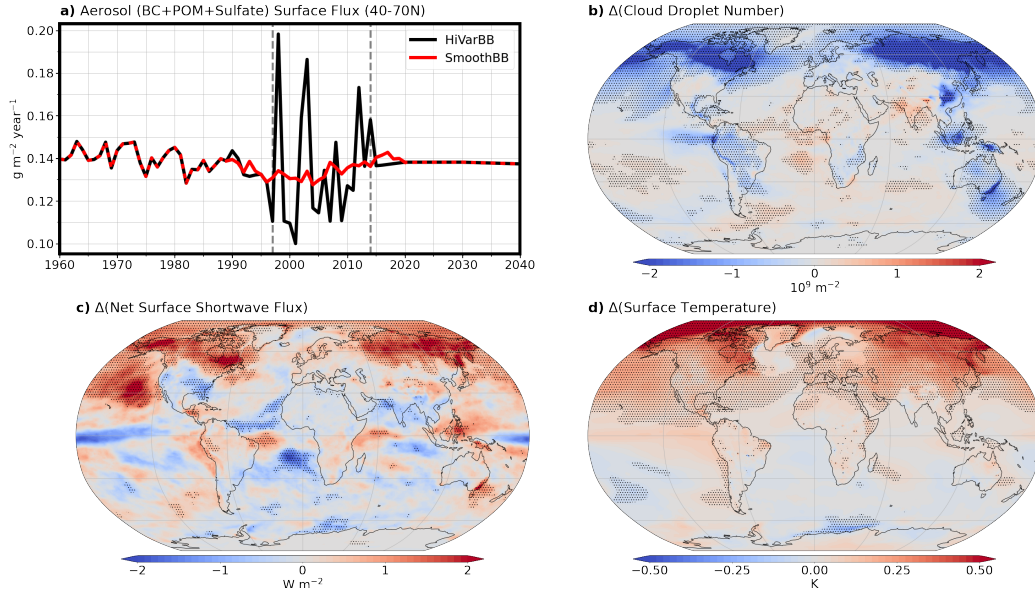 a) Aerosol (BC+POM+Sulfate) Surface Flux (40-70N)
0.20
0.18
0.16
0.14
0.12
0.10
g m⁻² year⁻¹
HiVarBB
SmoothBB
1960 1970 1980 1990 2000 2010 2020 2030 2040
b) Δ(Cloud Droplet Number)
−2 −1 0 1 2
10⁹ m⁻²
c) Δ(Net Surface Shortwave Flux)
−2 −1 0 1 2
W m⁻²
d) Δ(Surface Temperature)
−0.50 −0.25 0.00 0.25 0.50
K